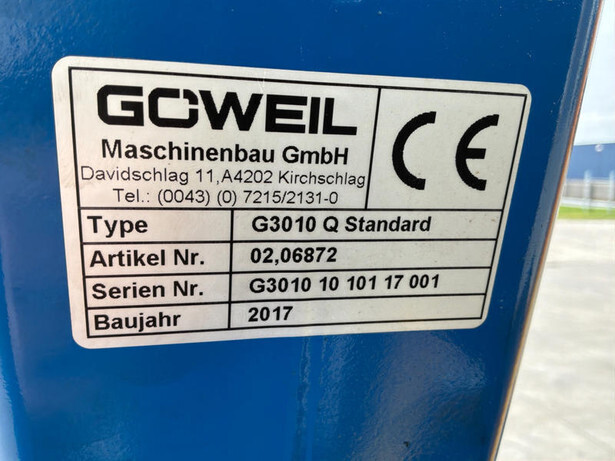 GÖWEIL
CE
Maschinenbau GmbH
Davidschlag 11,A4202 Kirchschlag
Tel.: (0043) (0) 7215/2131-0
Type G3010 Q Standard
Artikel Nr. 02,06872
Serien Nr. G3010 10 101 17 001
Baujahr 2017